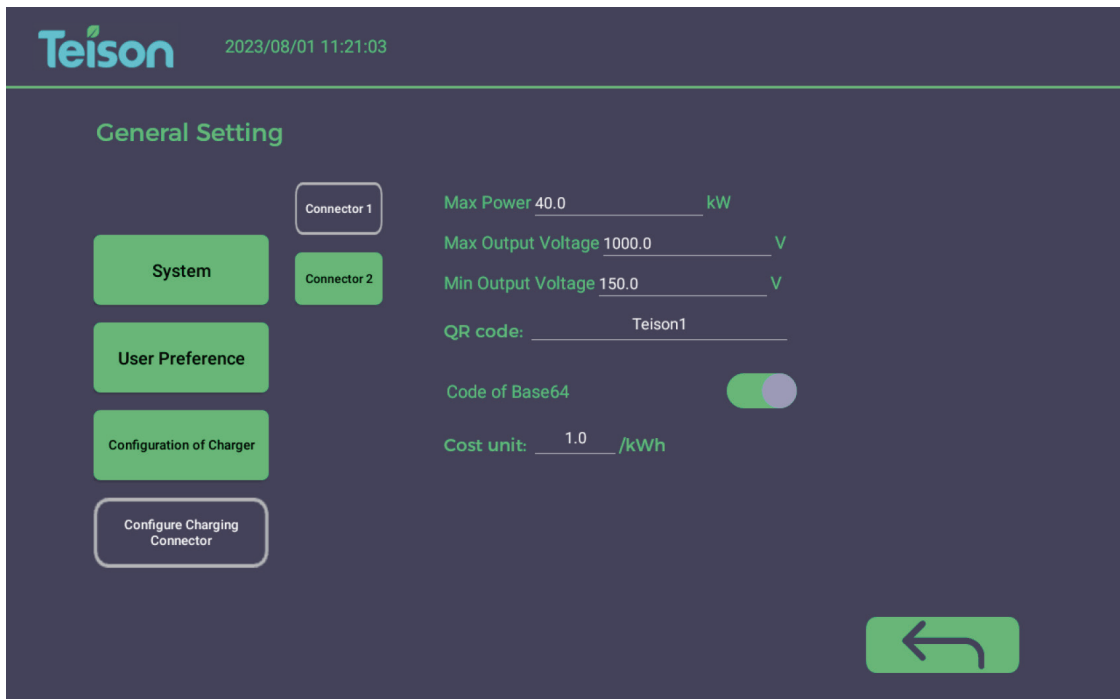 Teison
2023/08/01 11:21:03
General Setting
System
User Preference
Configuration of Charger
Configure Charging
Connector
Connector 1
Connector 2
Max Power 40.0 kW
Max Output Voltage 1000.0 V
Min Output Voltage 150.0 V
QR code: Teison1
Code of Base64
Cost unit: 1.0 /kWh